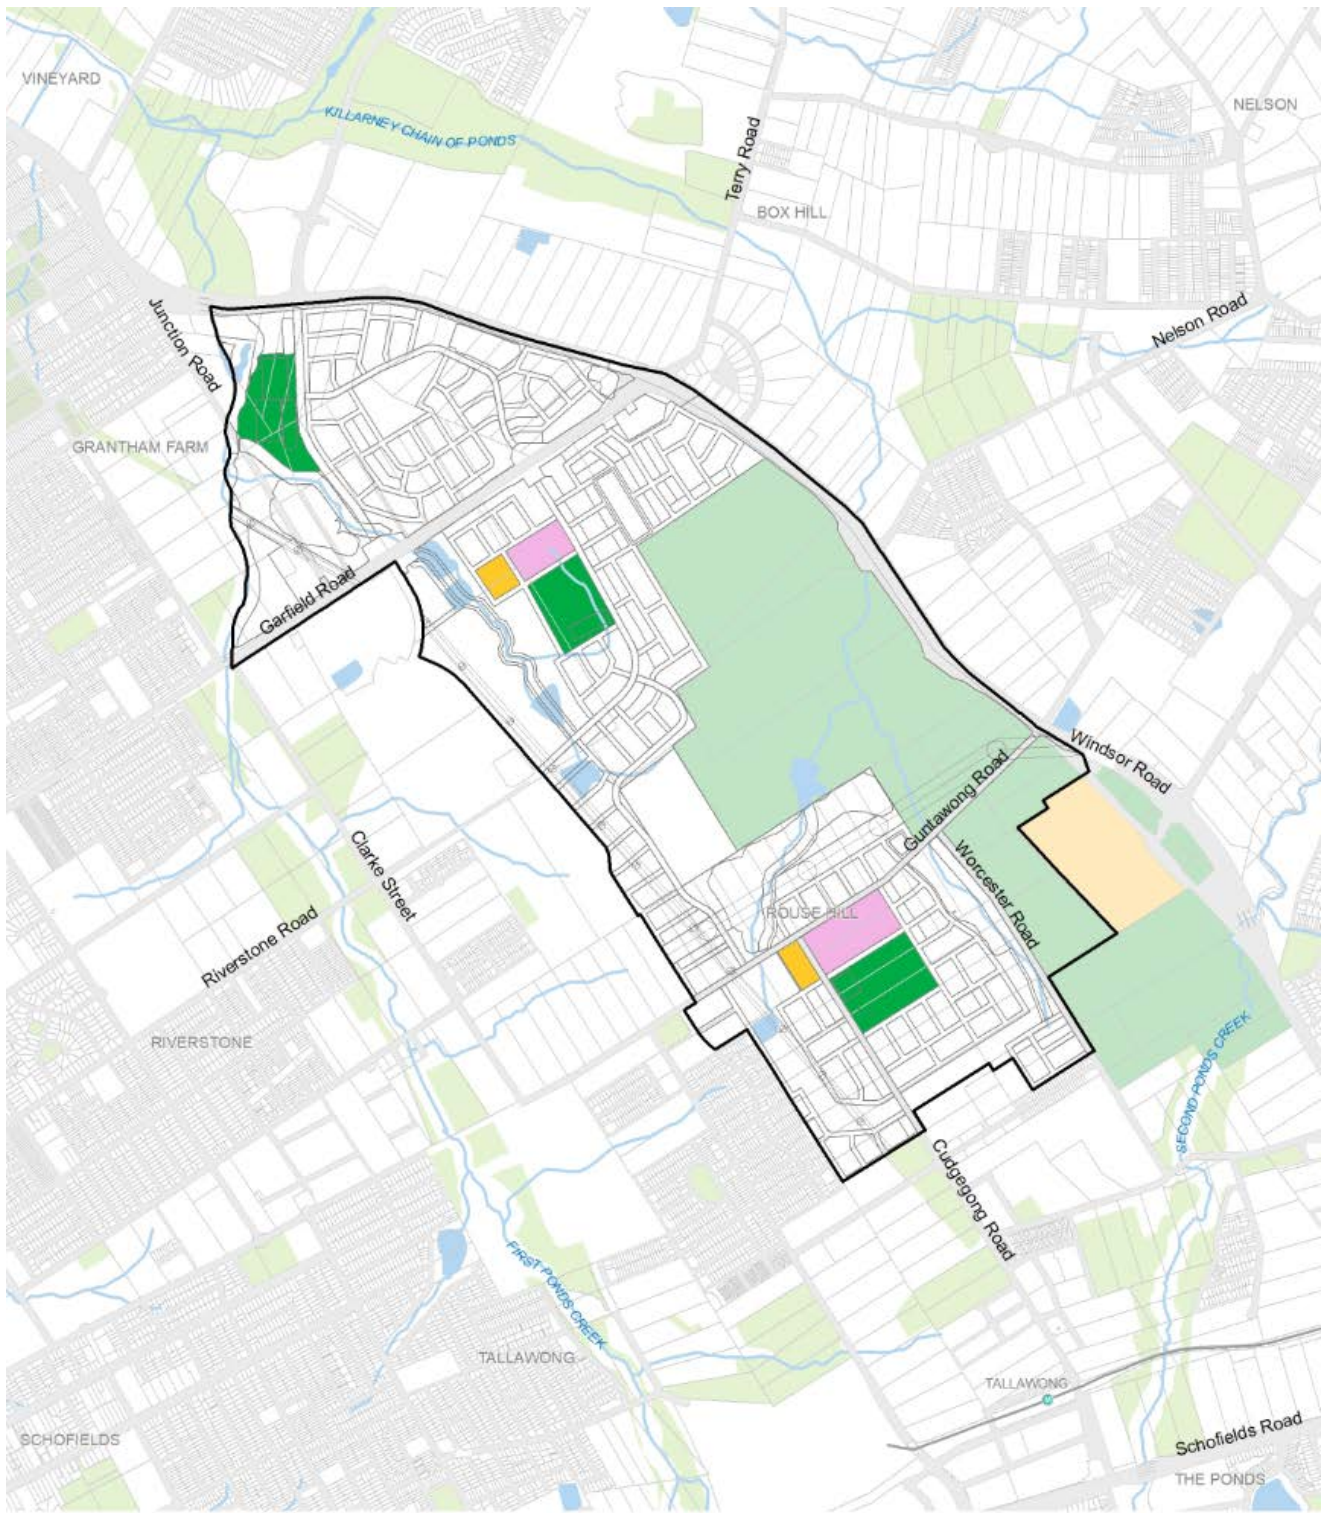 VINEYARD
NELSON
KILLARNEY CHAIN OF PONDS
Terry Road
BOX HILL
Junction Road
Nelson Road
GRANTHAM FARM
Garfield Road
Windsor Road
Guntawong Road
Clarke Street
Worcester Road
ROUSE HILL
Riverstone Road
RIVERSTONE
SECOND PONDS CREEK
Cudgegong Road
FIRST PONDS CREEK
TALLAWONG
TALLAWONG
SCHOFIELDS
Schofields Road
THE PONDS